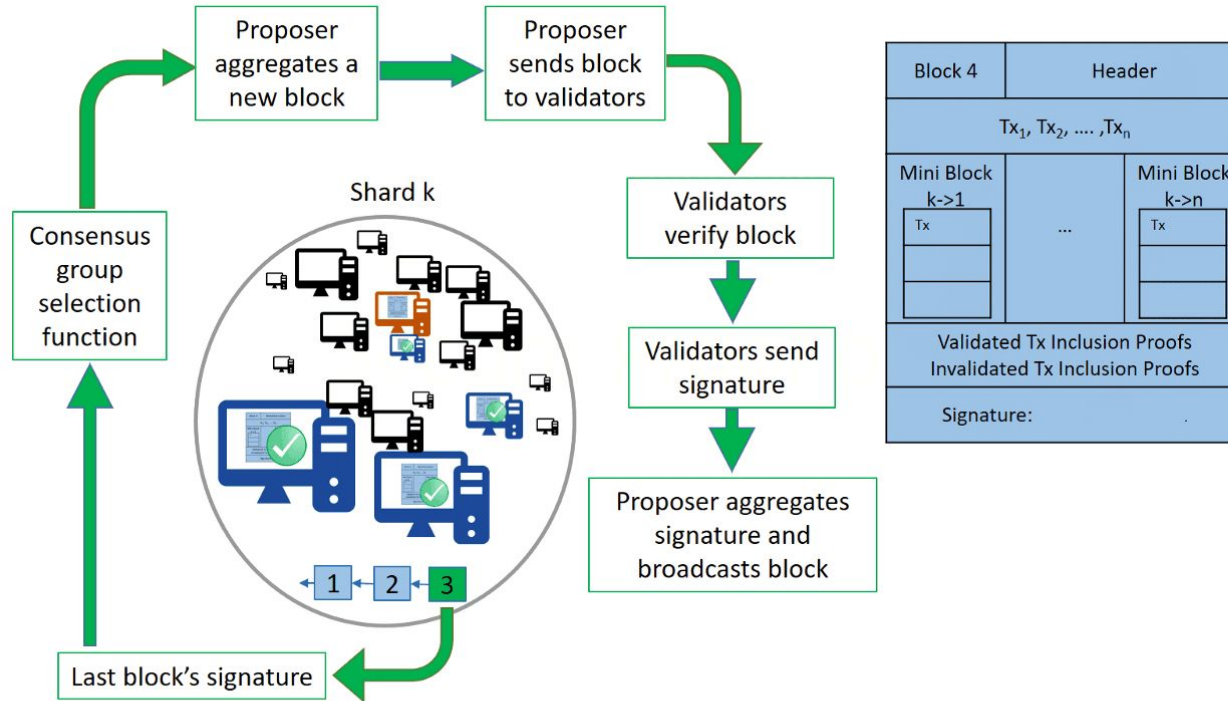 Proposer
aggregates a
new block
Proposer
sends block
to validators
Validators
verify block
Validators send
signature
Proposer aggregates
signature and
broadcasts block
Consensus
group
selection
function
Last block's signature
Shard k
1
2
3
Block 4
Header
Tx₁, Tx₂, .... ,Txₙ
Mini Block
k->1
Tx
...
Mini Block
k->n
Tx
Validated Tx Inclusion Proofs
Invalidated Tx Inclusion Proofs
Signature: